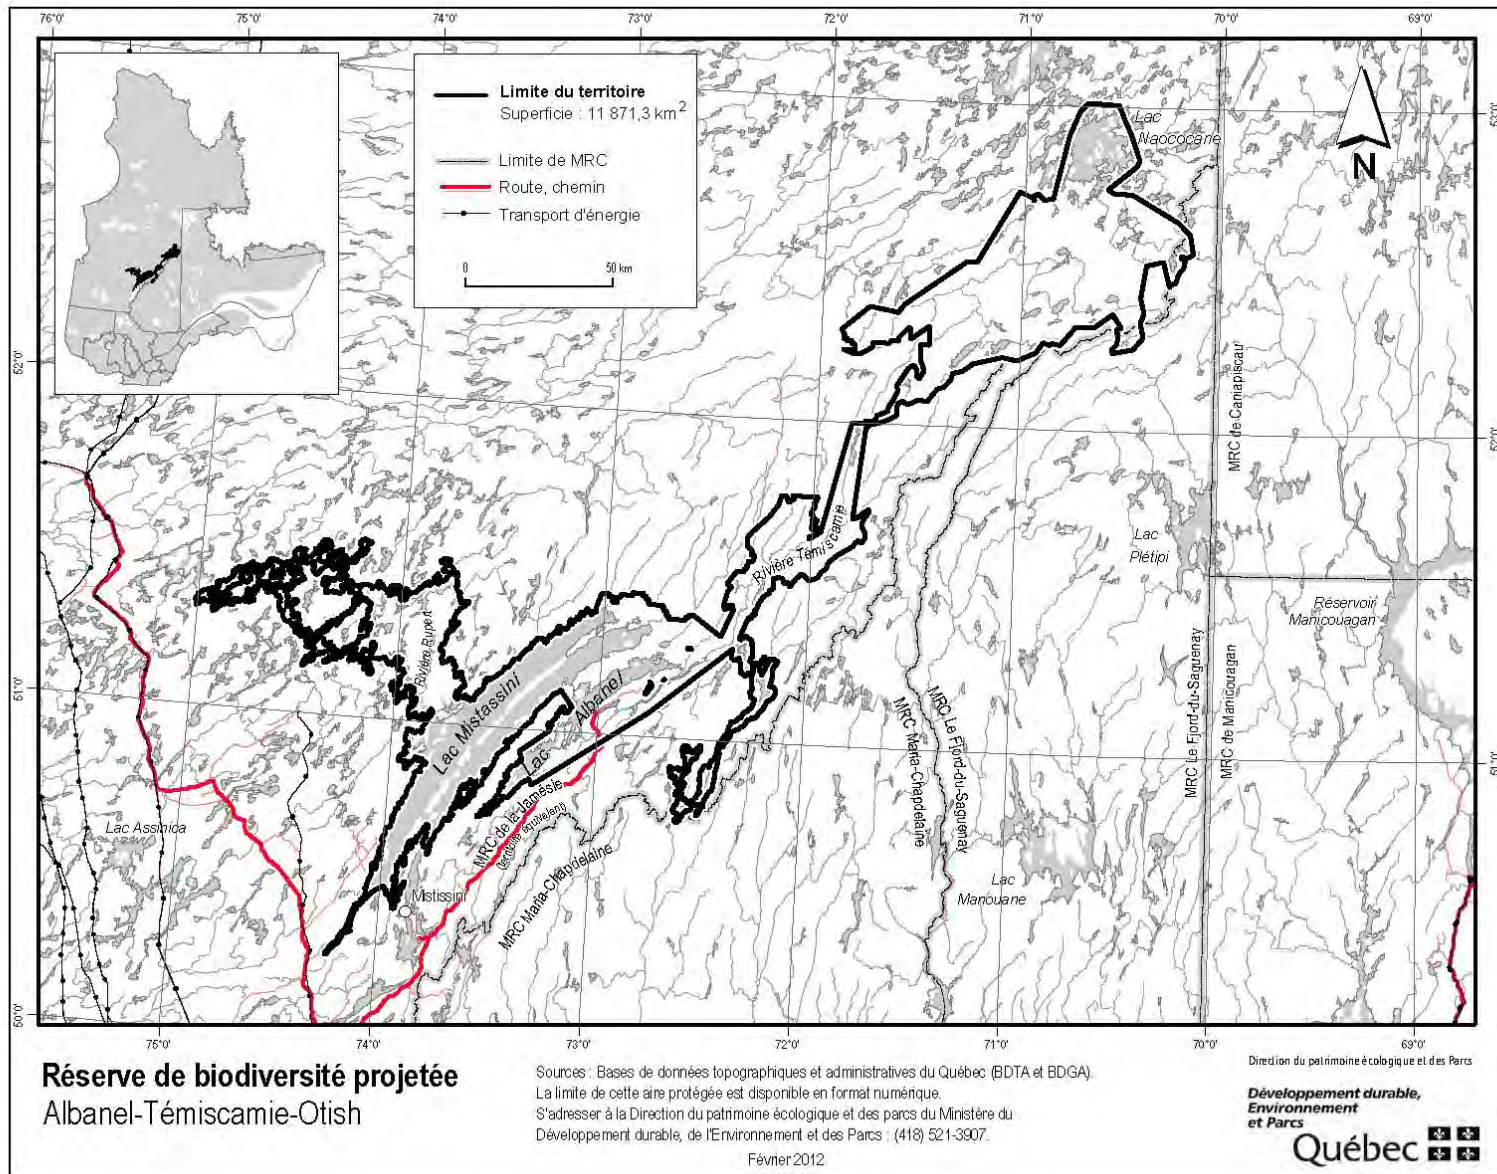 76°0' 75°0' 74°0' 73°0' 72°0' 71°0' 70°0' 69°0'
Limite du territoire
Superficie : 11 871,3 km²
Limite de MRC
Route, chemin
Transport d'énergie
0 50 km
N
53°0'
52°0'
52°0'
51°0'
51°0'
50°0'
Lac
Naococane
MRC de Caniapiscau
Lac
Plétipi
Réservoir
Manicouagan
Rivière Témiscamie
Rivière Rupert
Lac Mistassini
Lac Albanel
MRC Le Fjord-du-Saguenay
MRC de Manicouagan
MRC Maria-Chapdelaine
MRC Le Fjord-du-Saguenay
MRC de la Jamésie
(territoire équivalent)
MRC Maria-Chapdelaine
Lac Assinica
Mistissini
Lac
Manouane
75°0' 74°0' 73°0' 72°0' 71°0' 70°0' 69°0'
Réserve de biodiversité projetée
Albanel-Témiscamie-Otish
Sources : Bases de données topographiques et administratives du Québec (BDTA et BDGA).
La limite de cette aire protégée est disponible en format numérique.
S'adresser à la Direction du patrimoine écologique et des parcs du Ministère du
Développement durable, de l'Environnement et des Parcs : (418) 521-3907.
Février 2012
Direction du patrimoine écologique et des Parcs
Développement durable,
Environnement
et Parcs
Québec